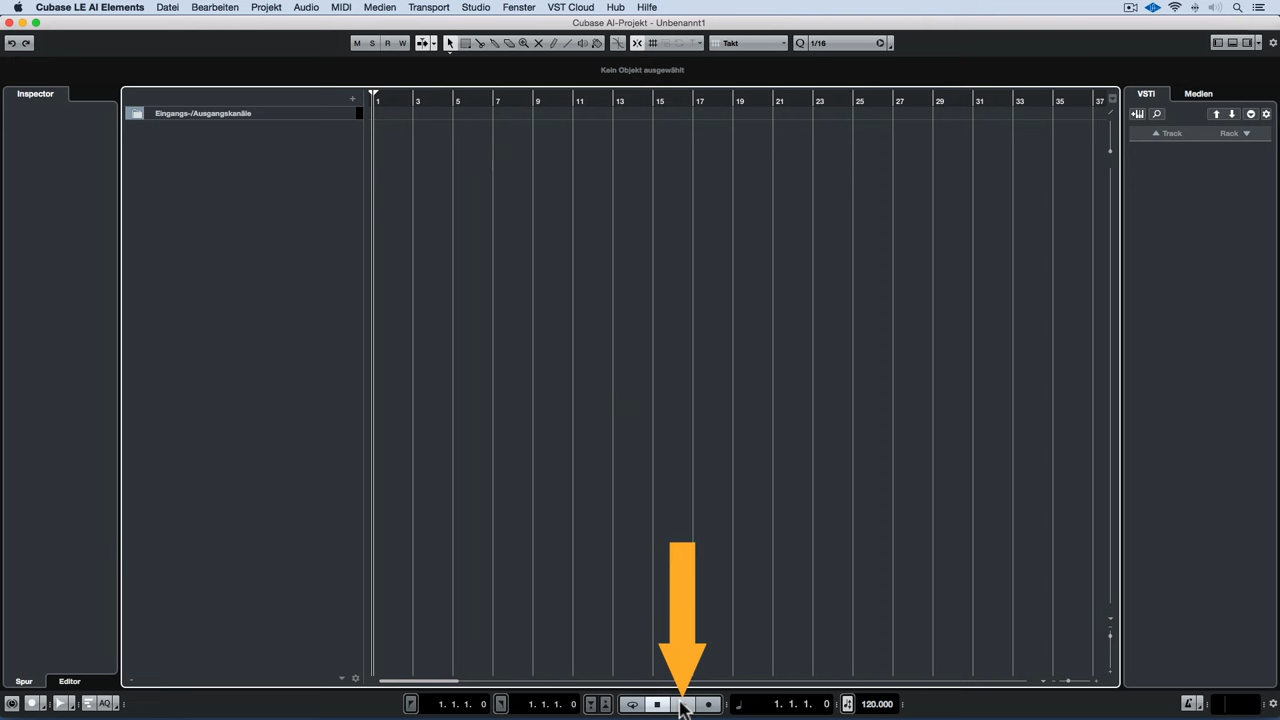 Cubase LE AI Elements Datei Bearbeiten Projekt Audio MIDI Medien Transport Studio Fenster VST Cloud Hub Hilfe
Cubase AI-Projekt - Unbenannt1
M S R W Takt Q 1/16
Kein Objekt ausgewählt
Inspector
1 3 5 7 9 11 13 15 17 19 21 23 25 27 29 31 33 35 37
VSTi Medien
Eingangs-/Ausgangskanäle
Track Rack
Spur Editor
AQ 1. 1. 1. 0 1. 1. 1. 0 1. 1. 1. 0 120.000